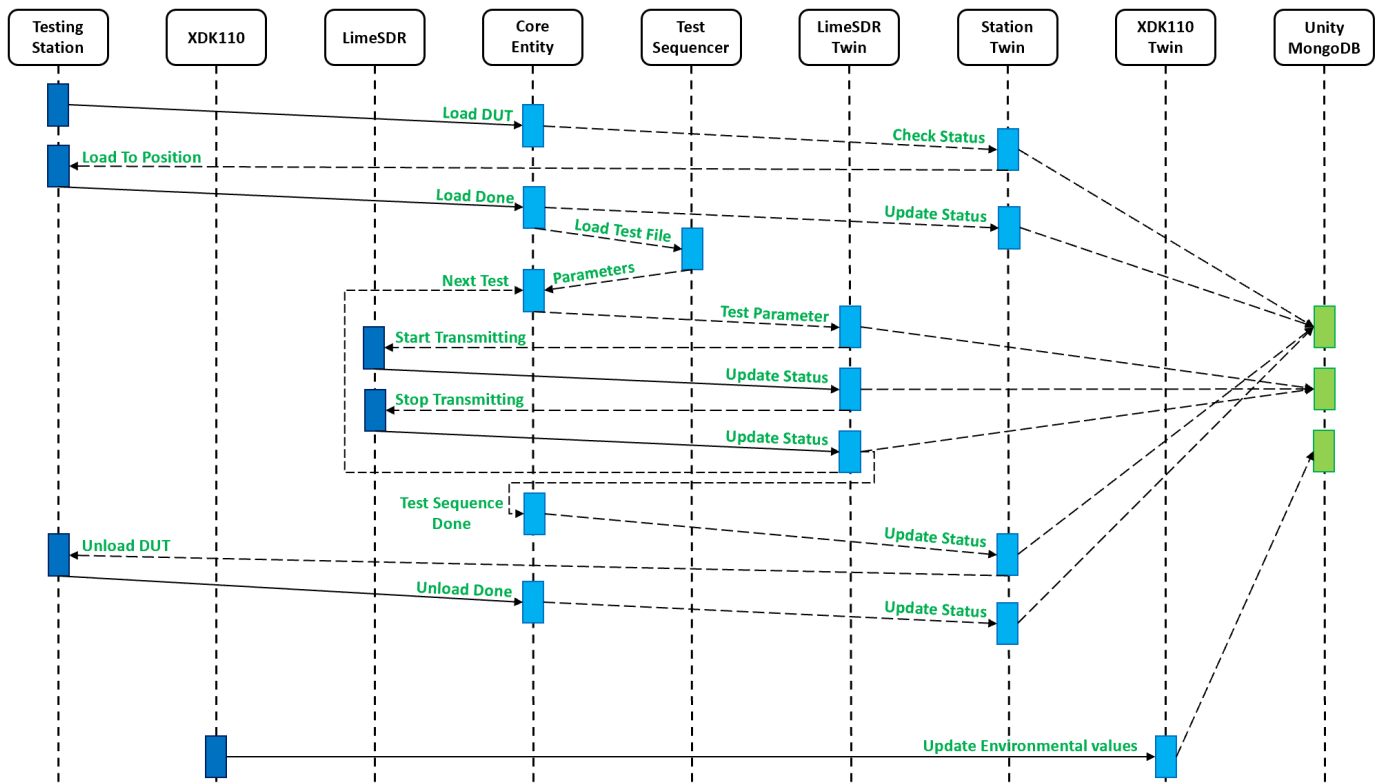 Testing
Station
XDK110
LimeSDR
Core
Entity
Test
Sequencer
LimeSDR
Twin
Station
Twin
XDK110
Twin
Unity
MongoDB
Load DUT
Check Status
Load To Position
Load Done
Update Status
Load Test File
Parameters
Next Test
Test Parameter
Start Transmitting
Update Status
Stop Transmitting
Update Status
Test Sequence
Done
Update Status
Unload DUT
Unload Done
Update Status
Update Environmental values